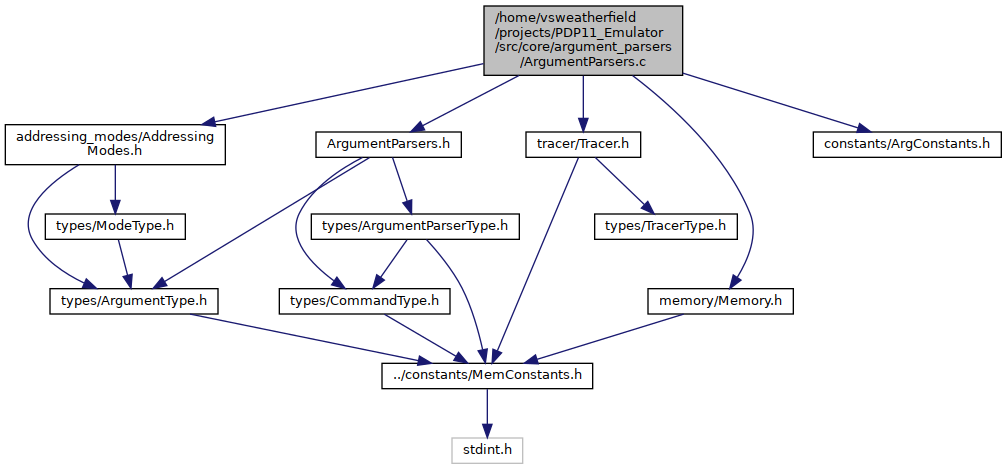 /home/vsweatherfield
/projects/PDP11_Emulator
/src/core/argument_parsers
/ArgumentParsers.c
addressing_modes/Addressing
Modes.h
ArgumentParsers.h
tracer/Tracer.h
constants/ArgConstants.h
types/ModeType.h
types/ArgumentParserType.h
types/TracerType.h
types/ArgumentType.h
types/CommandType.h
memory/Memory.h
../constants/MemConstants.h
stdint.h